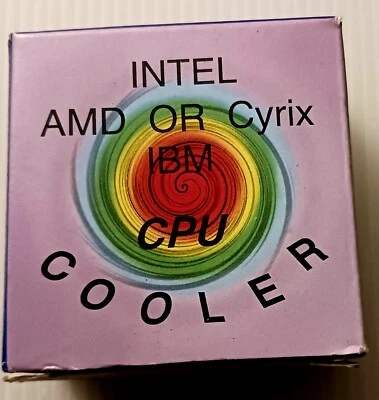 INTEL
AMD OR Cyrix
IBM
CPU
COOLER